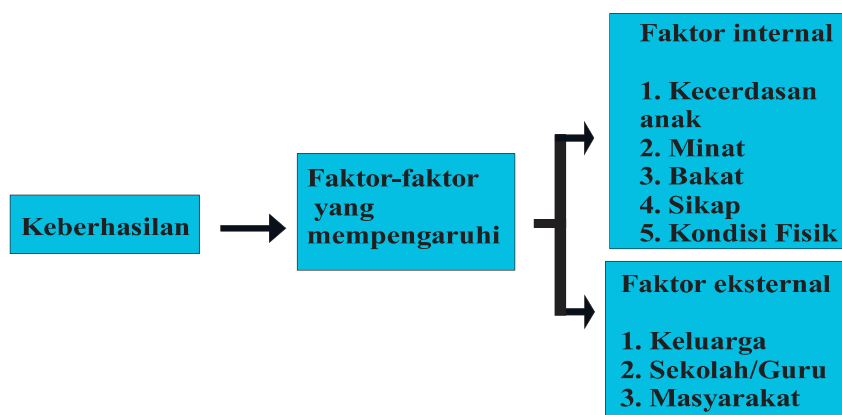 Keberhasilan
Faktor-faktor
yang
mempengaruhi
Faktor internal
1. Kecerdasan
anak
2. Minat
3. Bakat
4. Sikap
5. Kondisi Fisik
Faktor eksternal
1. Keluarga
2. Sekolah/Guru
3. Masyarakat